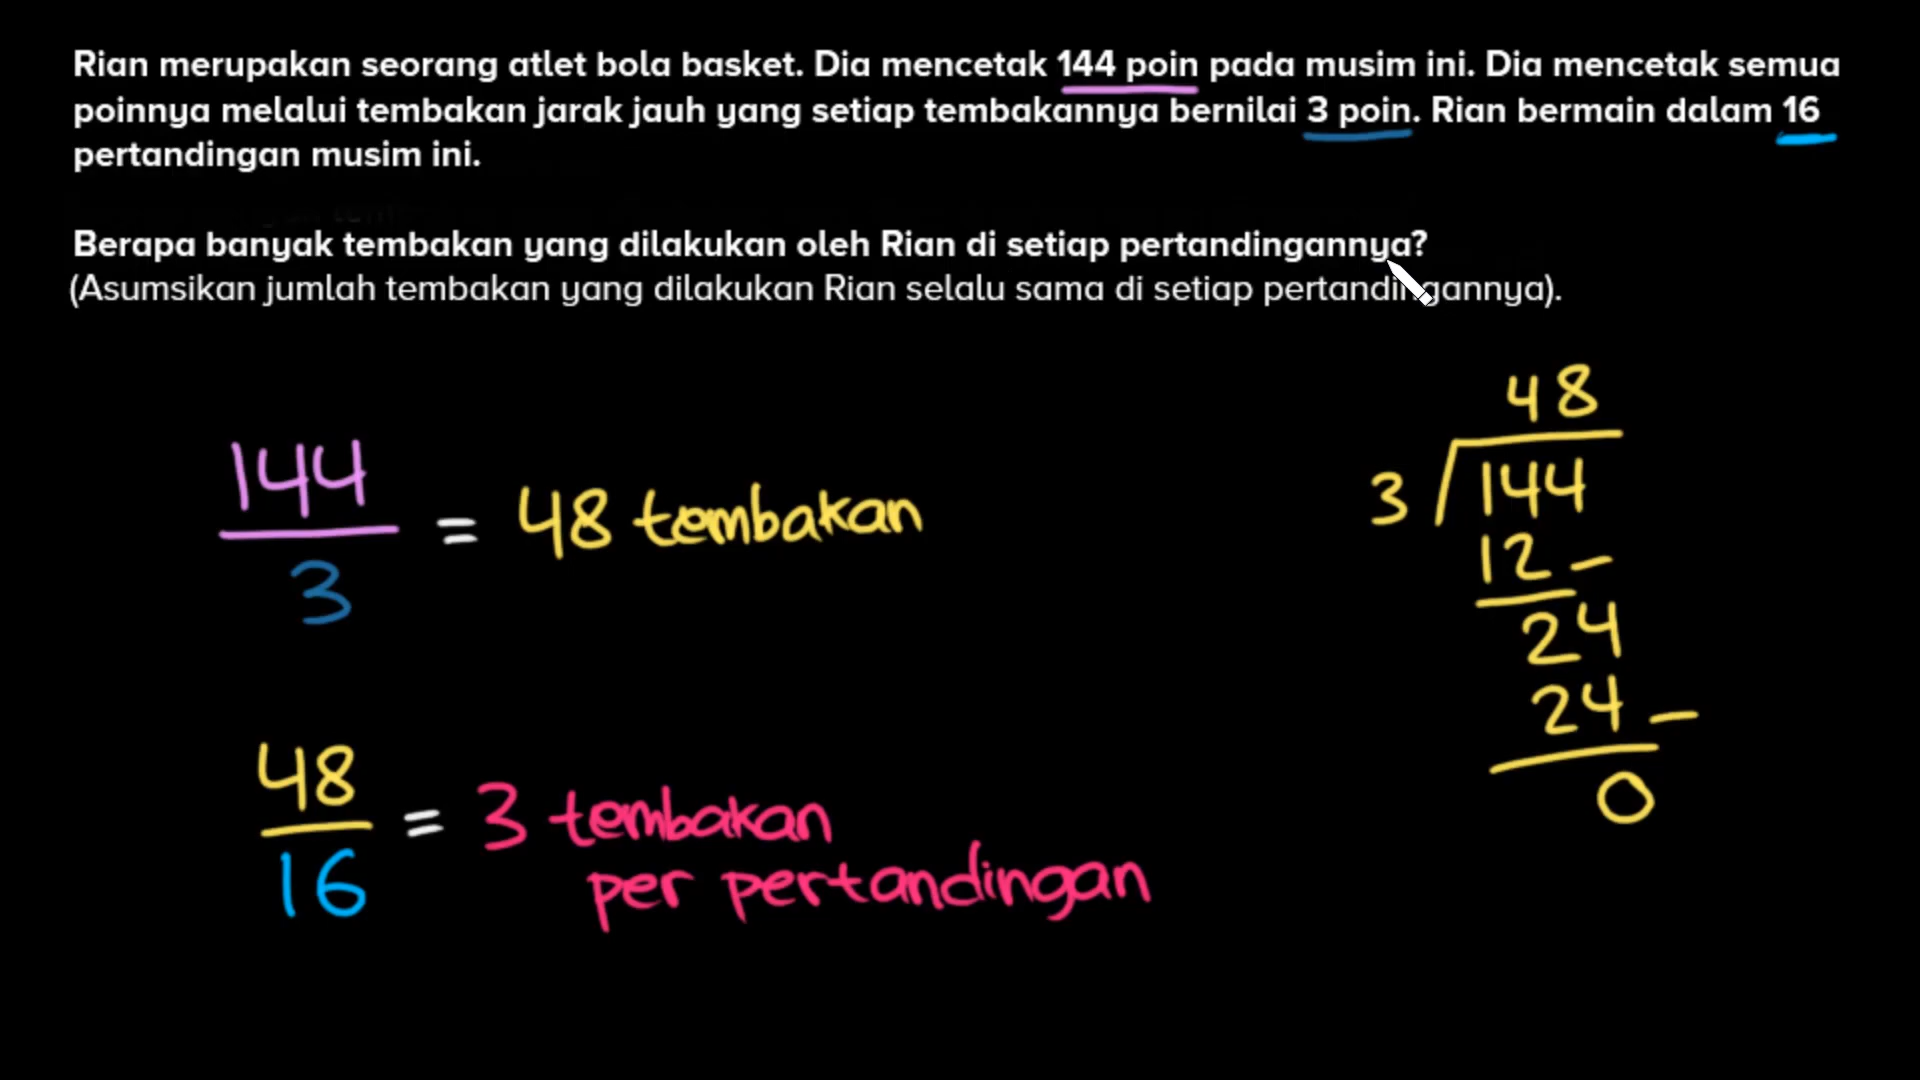 Rian merupakan seorang atlet bola basket. Dia mencetak 144 poin pada musim ini. Dia mencetak semua
poinnya melalui tembakan jarak jauh yang setiap tembakannya bernilai 3 poin. Rian bermain dalam 16
pertandingan musim ini.
Berapa banyak tembakan yang dilakukan oleh Rian di setiap pertandingannya?
(Asumsikan jumlah tembakan yang dilakukan Rian selalu sama di setiap pertandingannya).
144
3
= 48 tembakan
48
16
= 3 tembakan
per pertandingan
48
3 144
12 -
24
24 -
0